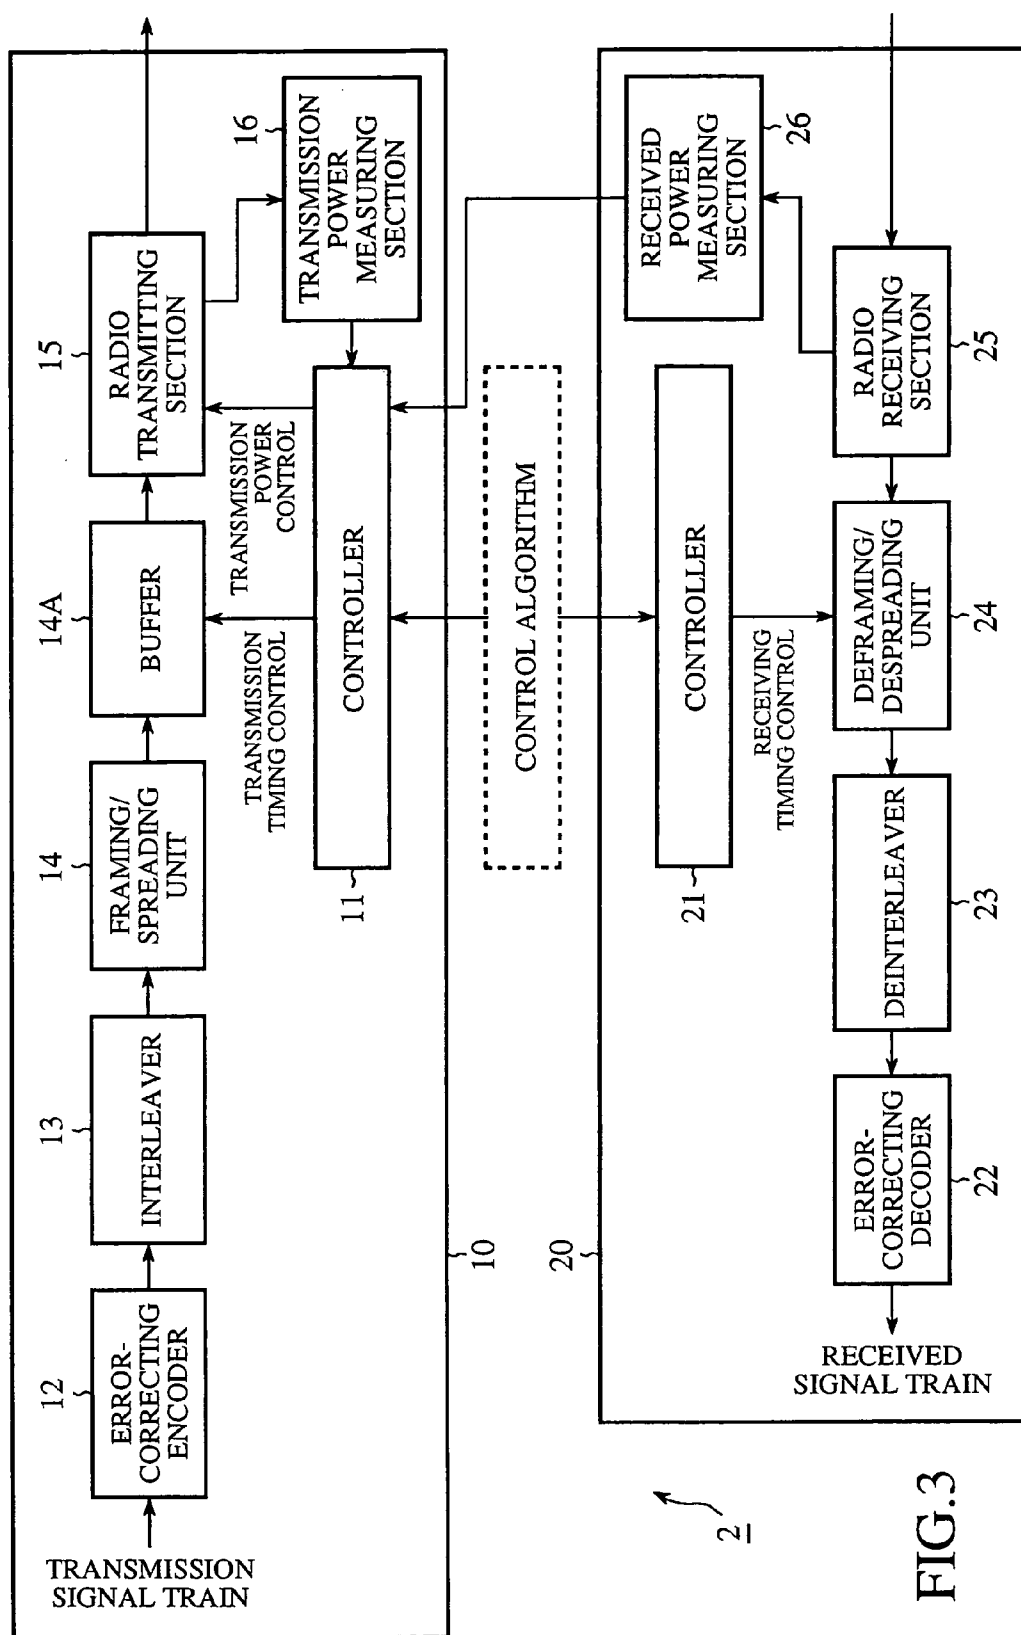 10
TRANSMISSION
SIGNAL TRAIN
12
ERROR-
CORRECTING
ENCODER
13
INTERLEAVER
14
FRAMING/
SPREADING
UNIT
14A
BUFFER
15
RADIO
TRANSMITTING
SECTION
16
TRANSMISSION
POWER
MEASURING
SECTION
TRANSMISSION
TIMING CONTROL
TRANSMISSION
POWER
CONTROL
11
CONTROLLER
CONTROL ALGORITHM
20
21
CONTROLLER
RECEIVED
POWER
MEASURING
SECTION
26
RECEIVING
TIMING CONTROL
RECEIVED
SIGNAL TRAIN
ERROR-
CORRECTING
DECODER
22
DEINTERLEAVER
23
DEFRAMING/
DESPREADING
UNIT
24
RADIO
RECEIVING
SECTION
25
2
FIG.3